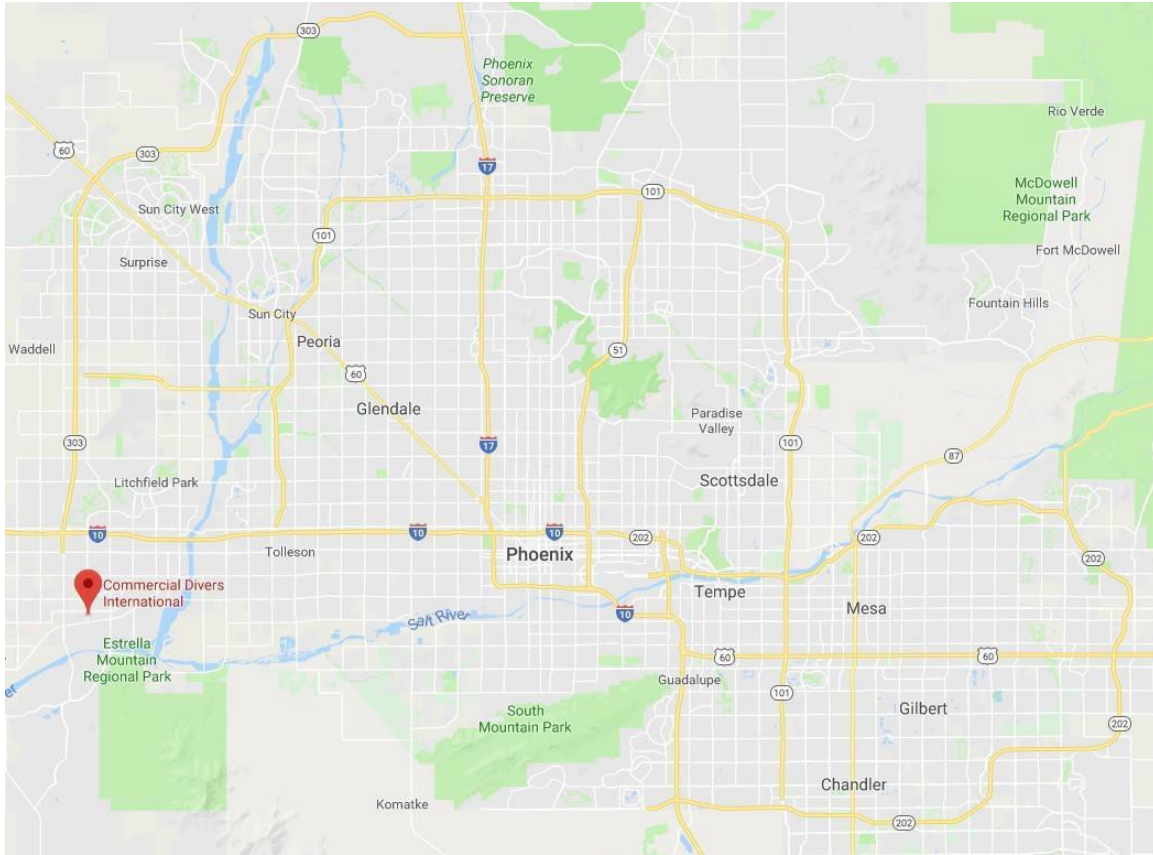 303
Phoenix
Sonoran
Preserve
Rio Verde
60
303
17
McDowell
Mountain
Regional Park
101
Sun City West
101
Fort McDowell
Surprise
Fountain Hills
Sun City
Peoria
Waddell
51
60
Glendale
Paradise
Valley
303
17
101
87
Litchfield Park
Scottsdale
10
10
10
202
202
Tolleson
Phoenix
202
Commercial Divers
International
Tempe
Mesa
Salt River
10
Estrella
Mountain
Regional Park
60
60
Guadalupe
er
101
Gilbert
South
Mountain Park
202
Chandler
Komatke
202